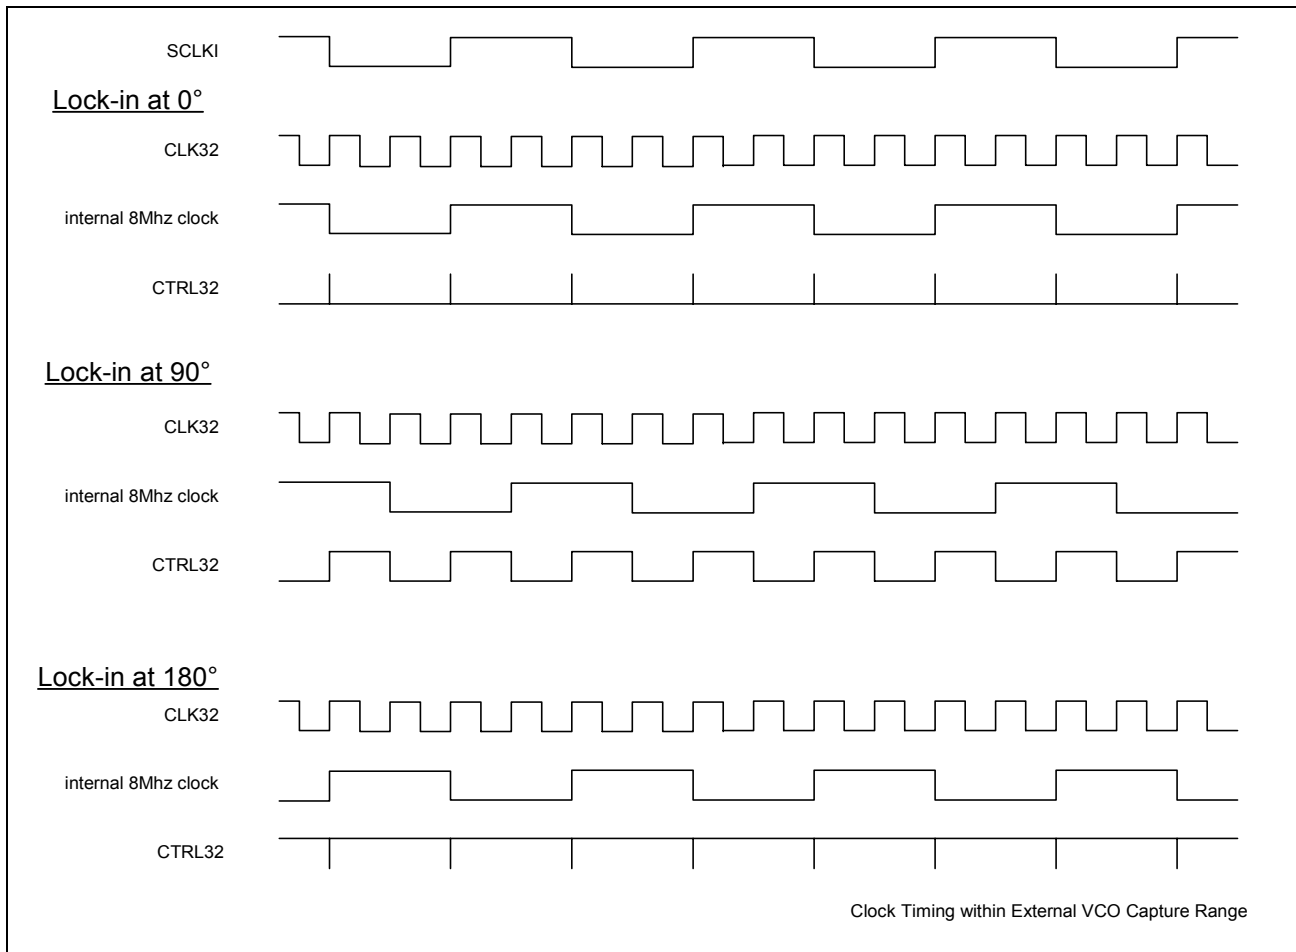 SCLKI
Lock-in at 0°
CLK32
internal 8Mhz clock
CTRL32
Lock-in at 90°
CLK32
internal 8Mhz clock
CTRL32
Lock-in at 180°
CLK32
internal 8Mhz clock
CTRL32
Clock Timing within External VCO Capture Range